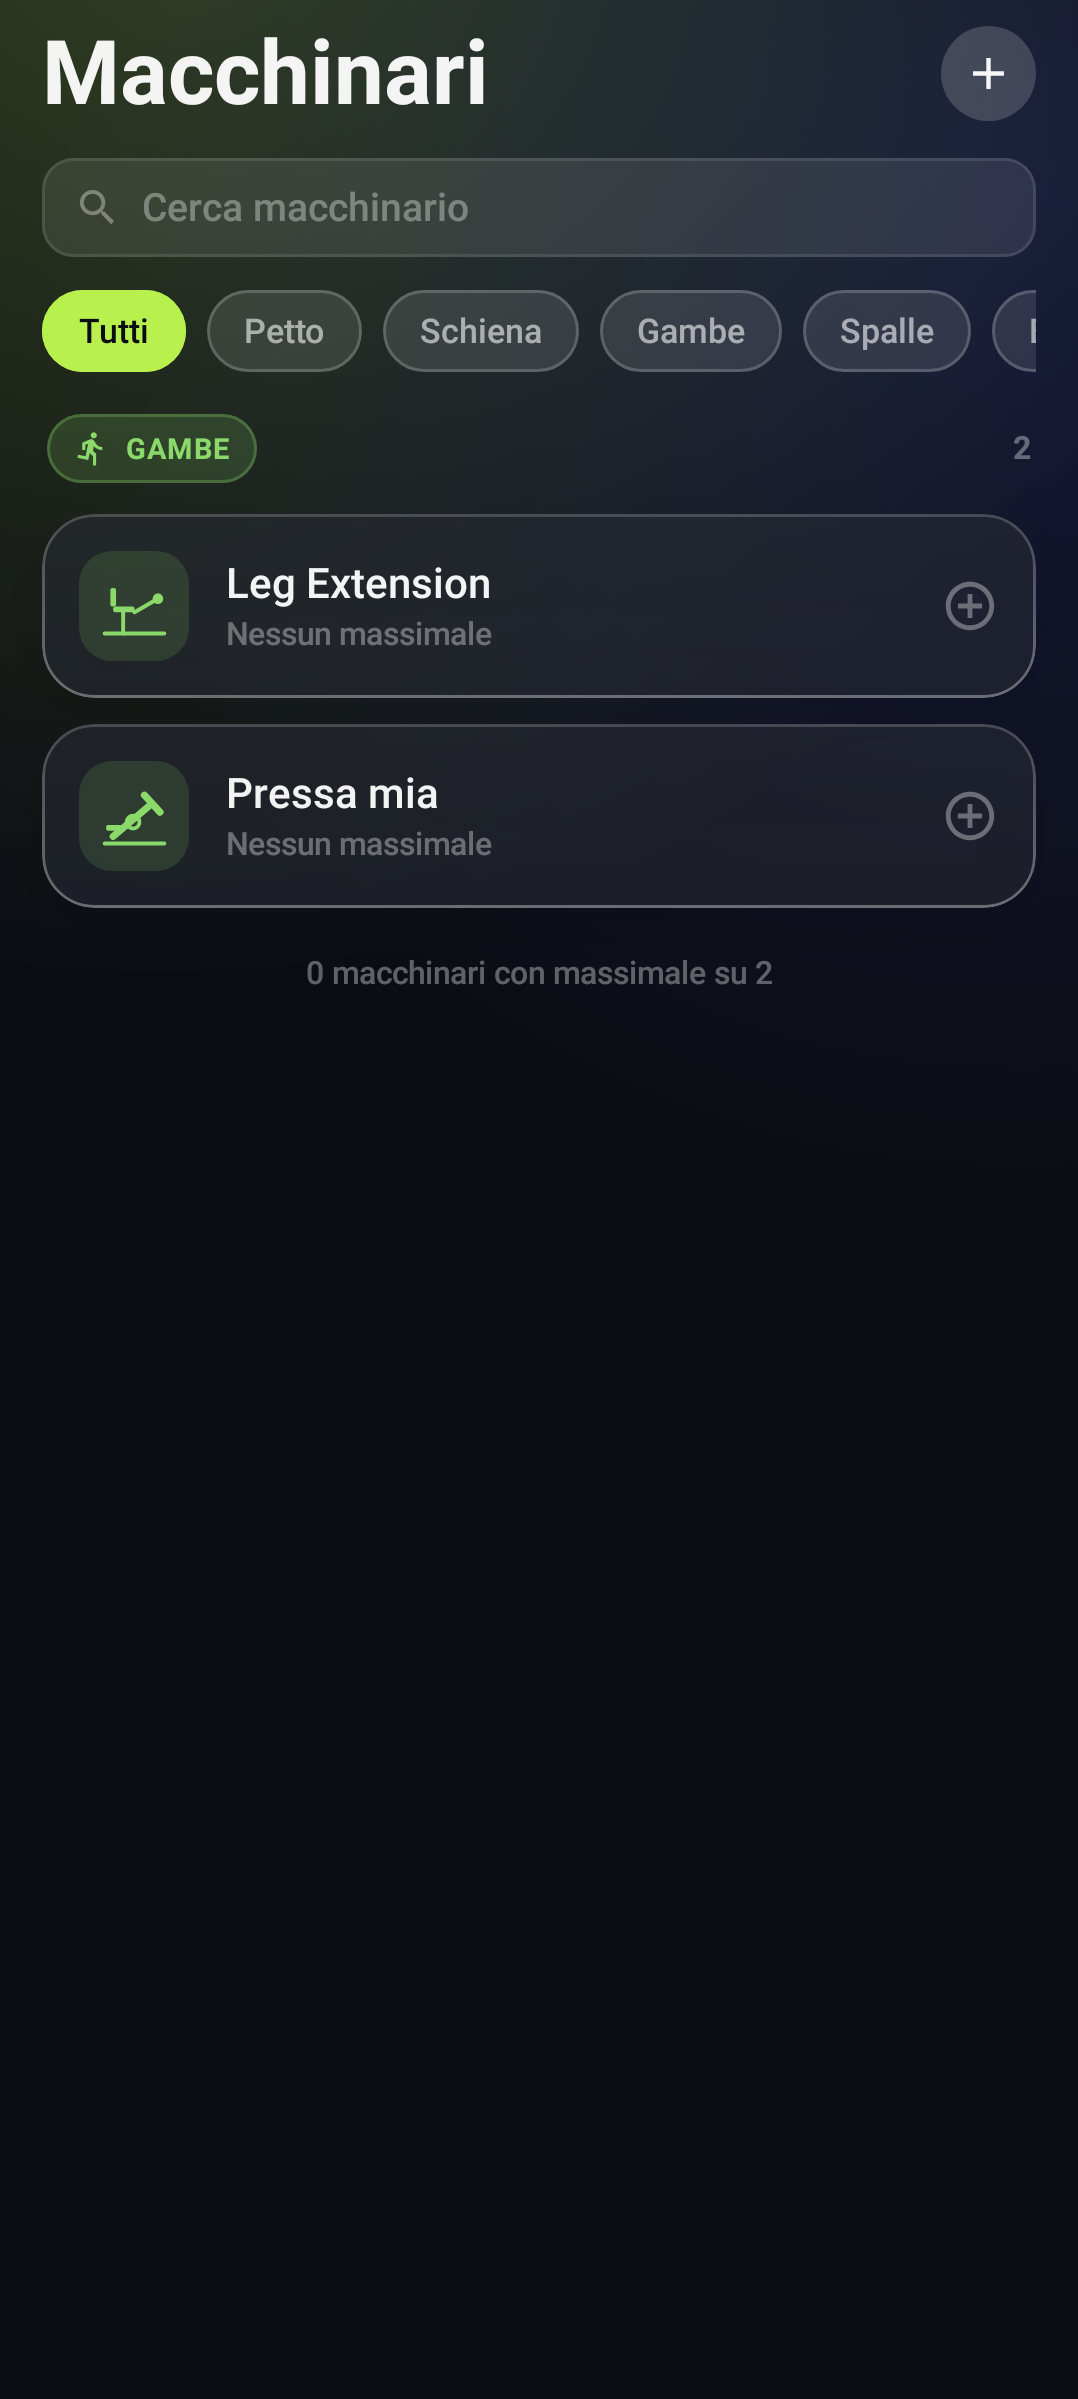 Macchinari
Cerca macchinario
Tutti
Petto
Schiena
Gambe
Spalle
GAMBE
2
Leg Extension
Nessun massimale
Pressa mia
Nessun massimale
0 macchinari con massimale su 2